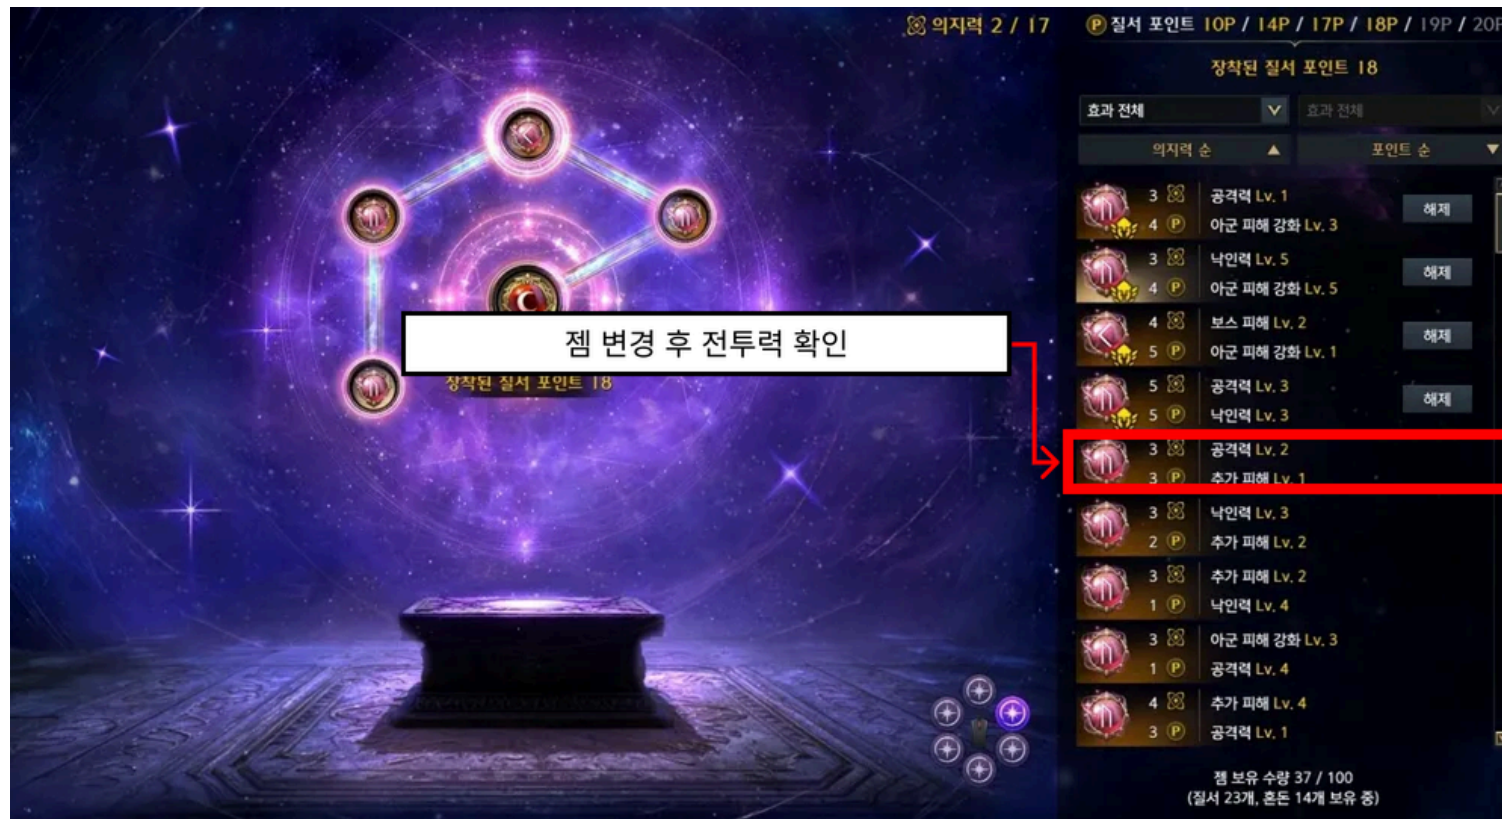 의지력 2 / 17
P 질서 포인트 10P / 14P / 17P / 18P / 19P / 20P
장착된 질서 포인트 18
효과 전체
효과 전체
의지력 순
포인트 순
3 공격력 Lv. 1
4 P 아군 피해 강화 Lv. 3
해제
3 낙인력 Lv. 5
4 P 아군 피해 강화 Lv. 5
해제
4 보스 피해 Lv. 2
5 P 아군 피해 강화 Lv. 1
해제
5 공격력 Lv. 3
5 P 낙인력 Lv. 3
해제
3 공격력 Lv. 2
3 P 추가 피해 Lv. 1
3 낙인력 Lv. 3
2 P 추가 피해 Lv. 2
3 추가 피해 Lv. 2
1 P 낙인력 Lv. 4
3 아군 피해 강화 Lv. 3
1 P 공격력 Lv. 4
4 추가 피해 Lv. 4
3 P 공격력 Lv. 1
젬 보유 수량 37 / 100
(질서 23개, 혼돈 14개 보유 중)
젬 변경 후 전투력 확인
장착된 질서 포인트 18